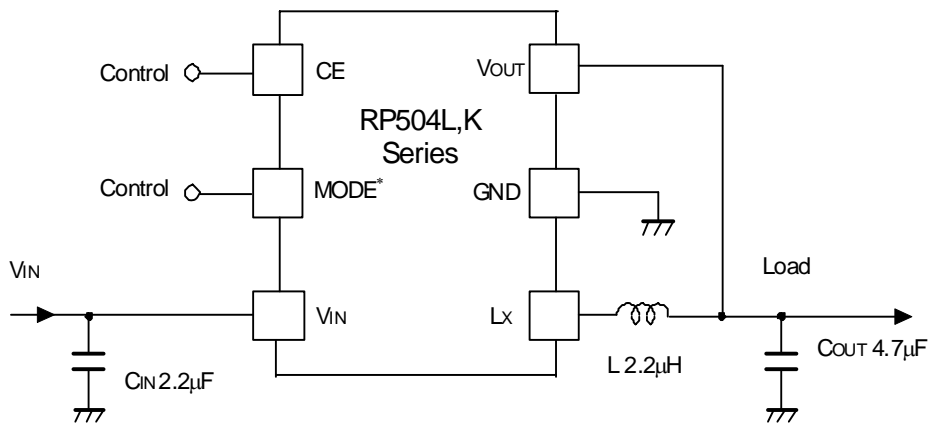 Control
CE
VOUT
RP504L,K
Series
Control
MODE*
GND
VIN
VIN
LX
Load
CIN 2.2μF
L 2.2μH
COUT 4.7μF